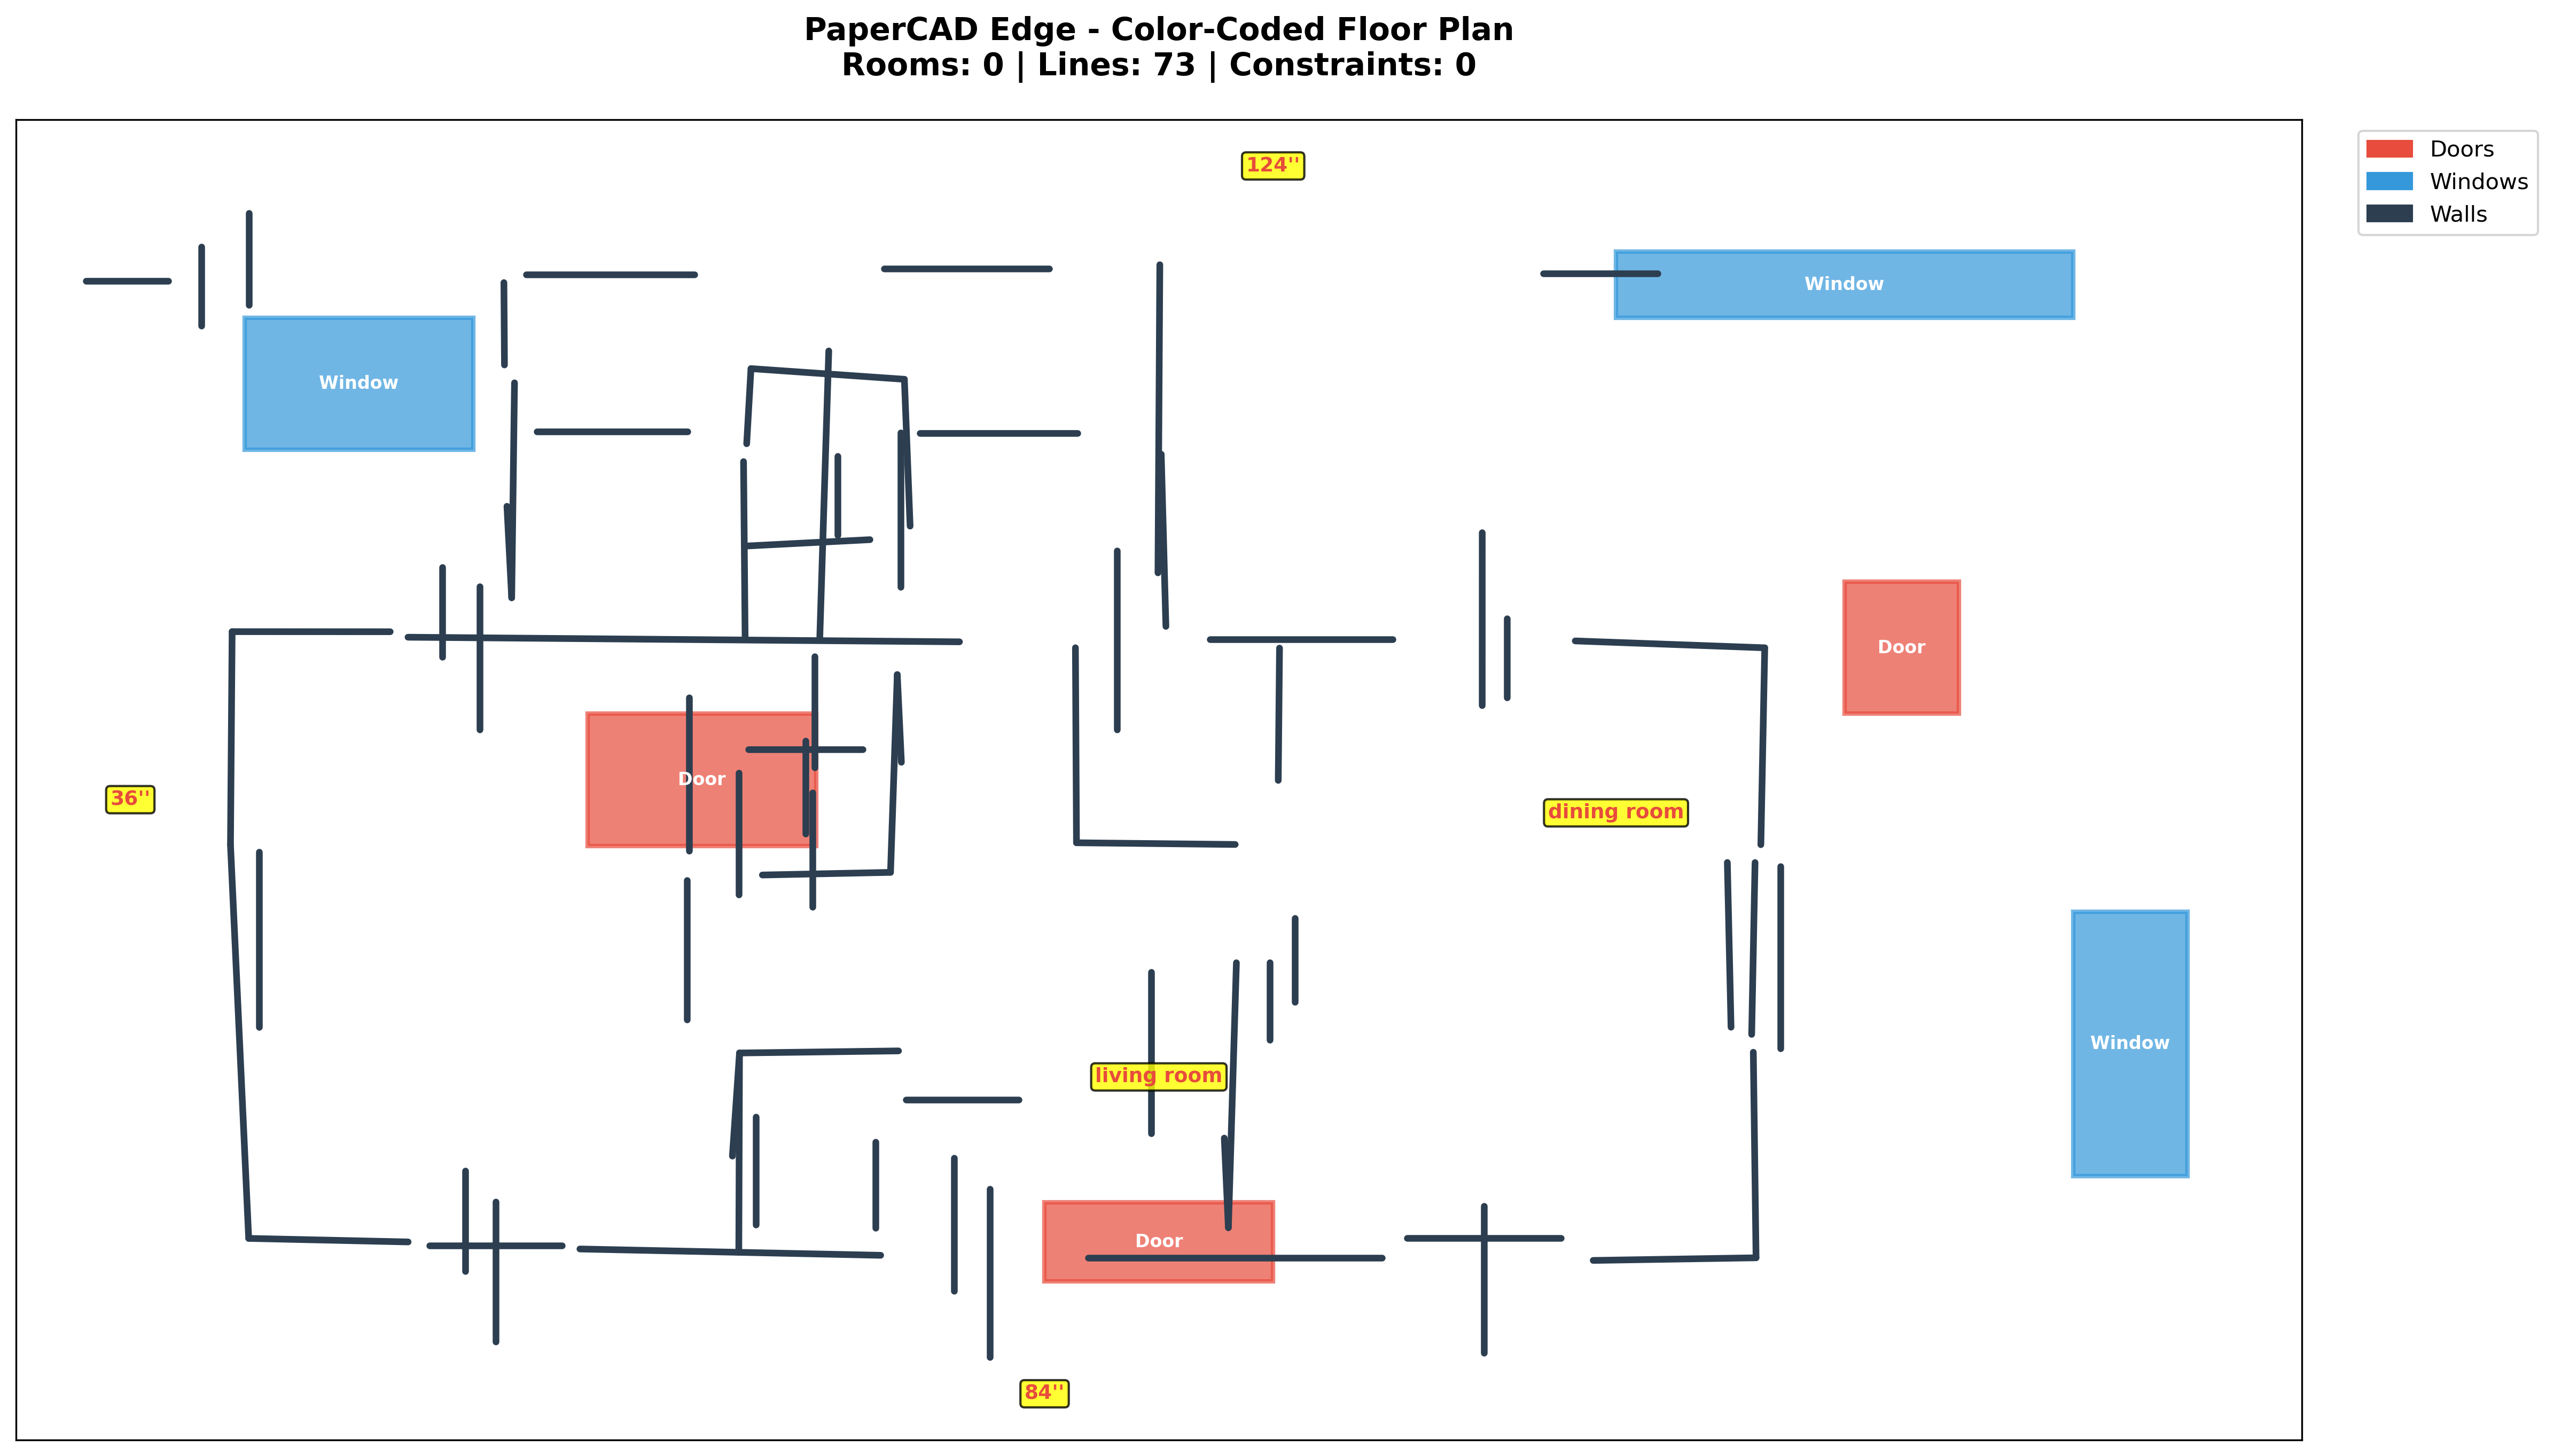 PaperCAD Edge - Color-Coded Floor Plan
Rooms: 0 | Lines: 73 | Constraints: 0
Doors
Windows
Walls
124''
Window
Window
Door
Door
36''
dining room
living room
Window
Door
84''